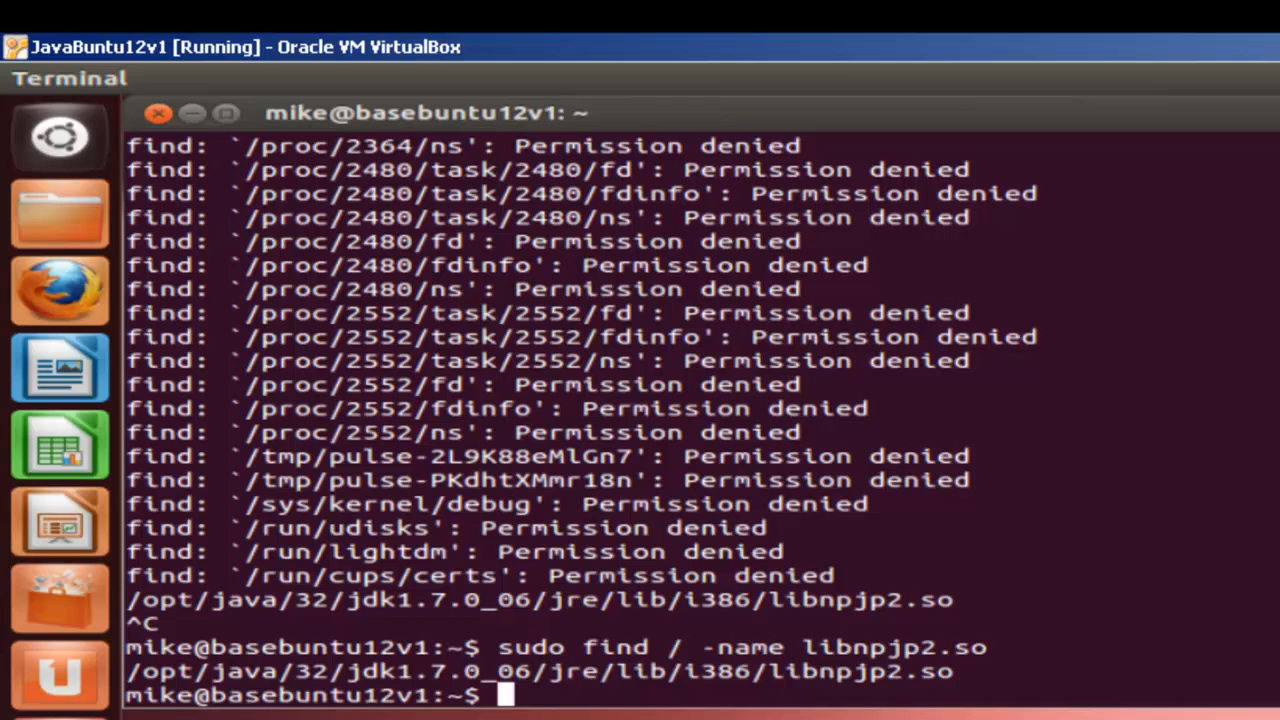 JavaBuntu12v1 [Running] - Oracle VM VirtualBox
Terminal
mike@basebuntu12v1: ~
find: `/proc/2364/ns': Permission denied
find: `/proc/2480/task/2480/fd': Permission denied
find: `/proc/2480/task/2480/fdinfo': Permission denied
find: `/proc/2480/task/2480/ns': Permission denied
find: `/proc/2480/fd': Permission denied
find: `/proc/2480/fdinfo': Permission denied
find: `/proc/2480/ns': Permission denied
find: `/proc/2552/task/2552/fd': Permission denied
find: `/proc/2552/task/2552/fdinfo': Permission denied
find: `/proc/2552/task/2552/ns': Permission denied
find: `/proc/2552/fd': Permission denied
find: `/proc/2552/fdinfo': Permission denied
find: `/proc/2552/ns': Permission denied
find: `/tmp/pulse-2L9K88eMlGn7': Permission denied
find: `/tmp/pulse-PKdhtXMmr18n': Permission denied
find: `/sys/kernel/debug': Permission denied
find: `/run/udisks': Permission denied
find: `/run/lightdm': Permission denied
find: `/run/cups/certs': Permission denied
/opt/java/32/jdk1.7.0_06/jre/lib/i386/libnpjp2.so
^C
mike@basebuntu12v1:~$ sudo find / -name libnpjp2.so
/opt/java/32/jdk1.7.0_06/jre/lib/i386/libnpjp2.so
mike@basebuntu12v1:~$